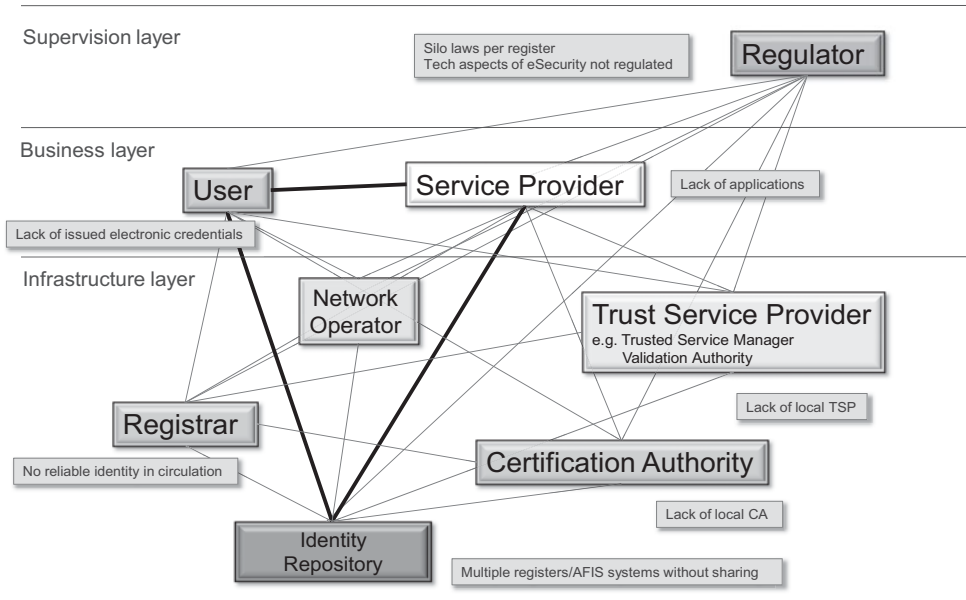 Supervision layer
Silo laws per register
Tech aspects of eSecurity not regulated
Regulator
Business layer
User
Service Provider
Lack of applications
Lack of issued electronic credentials
Infrastructure layer
Network
Operator
Trust Service Provider
e.g. Trusted Service Manager
Validation Authority
Lack of local TSP
Registrar
No reliable identity in circulation
Certification Authority
Lack of local CA
Identity
Repository
Multiple registers/AFIS systems without sharing